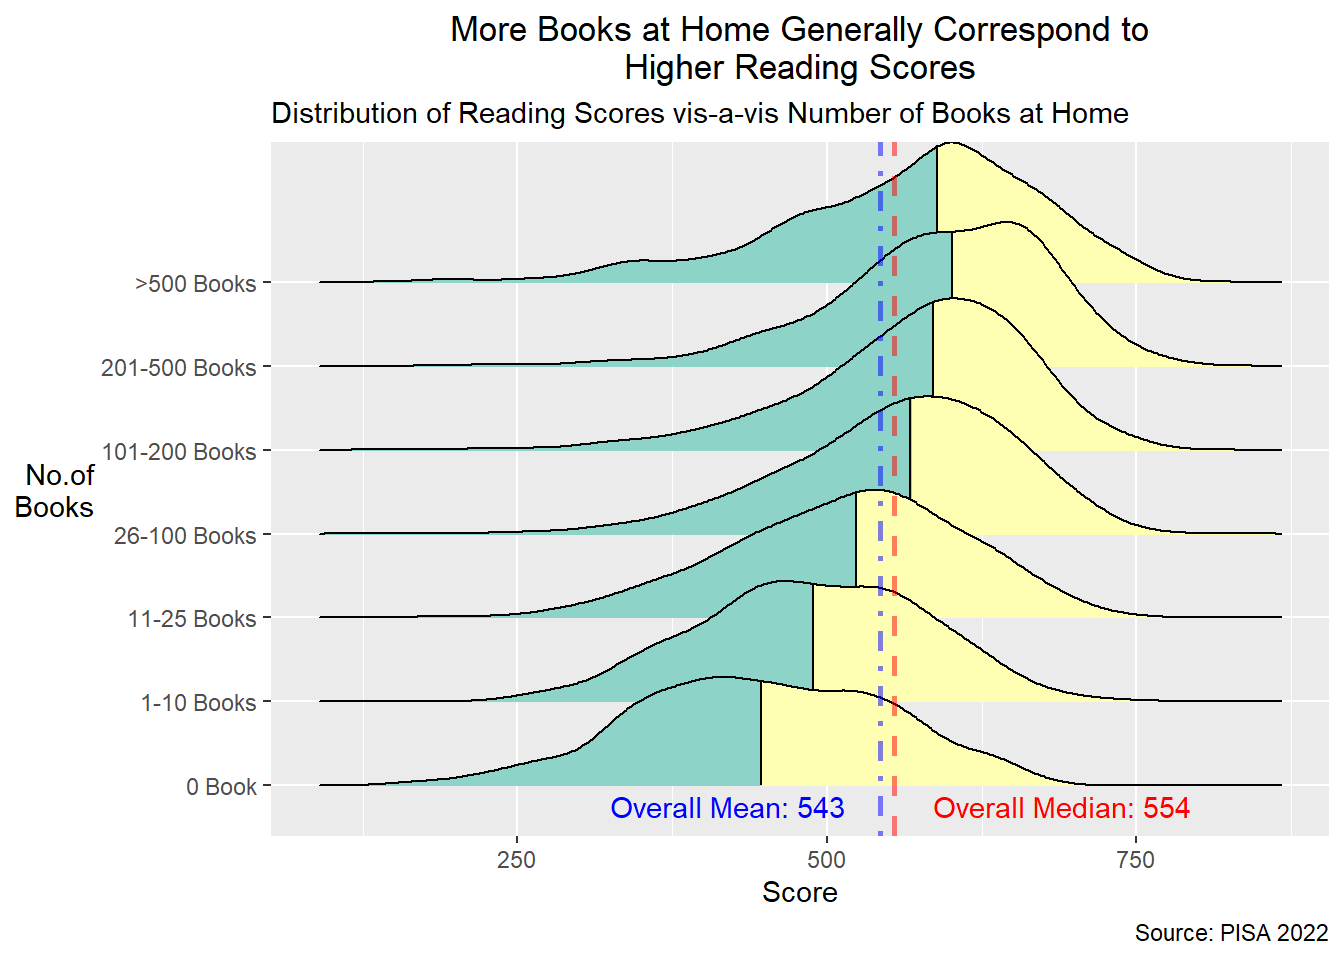 More Books at Home Generally Correspond to
Higher Reading Scores
Distribution of Reading Scores vis-a-vis Number of Books at Home
>500 Books
201-500 Books
101-200 Books
No.of
Books
26-100 Books
11-25 Books
1-10 Books
0 Book
Overall Mean: 543
Overall Median: 554
250
500
750
Score
Source: PISA 2022